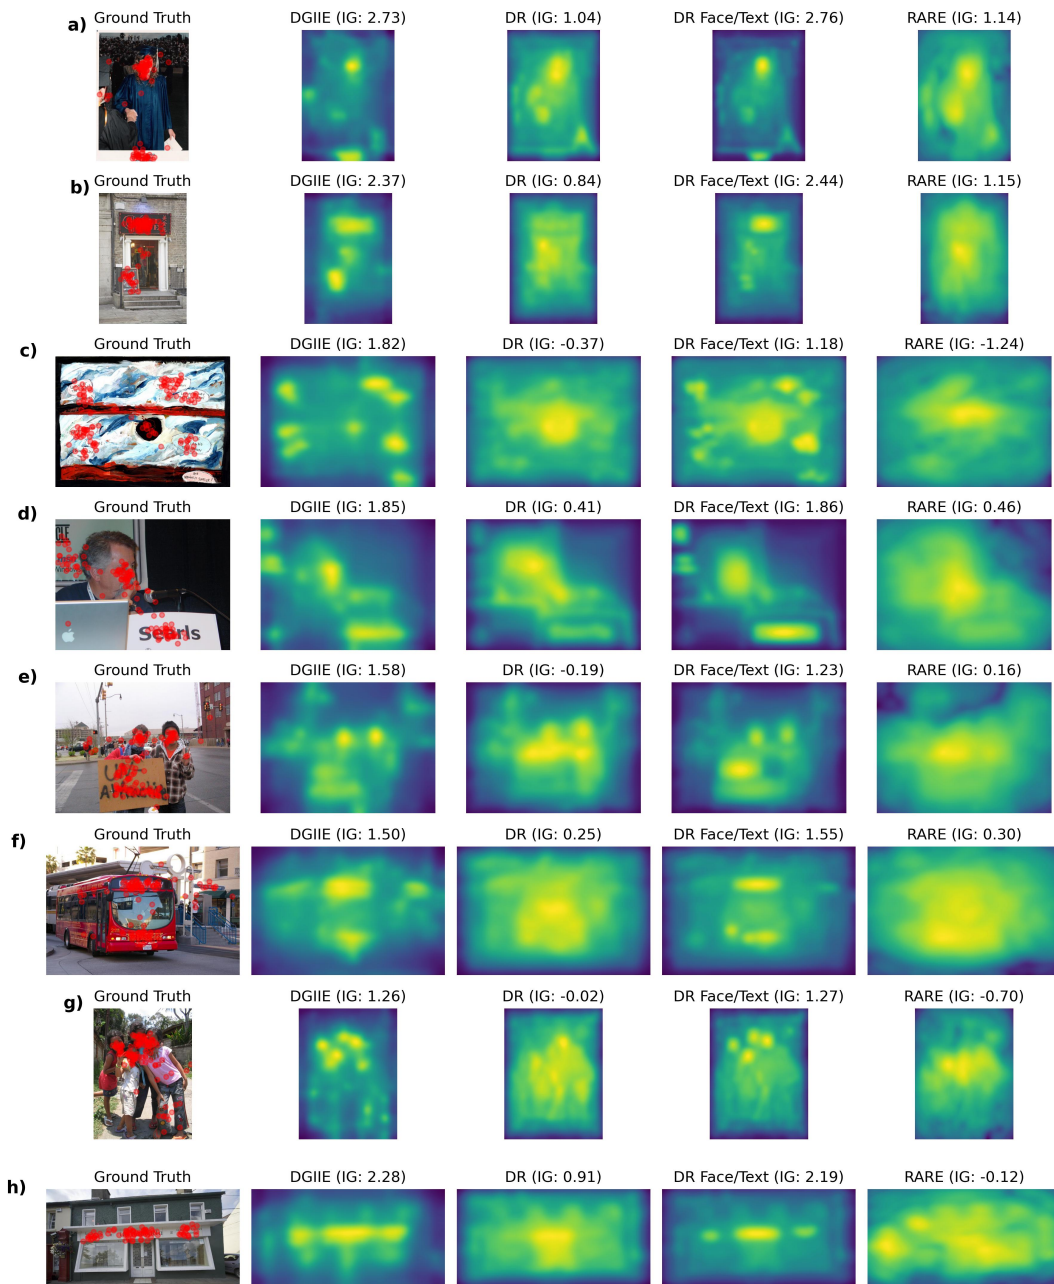 a) Ground Truth DGIIE (IG: 2.73) DR (IG: 1.04) DR Face/Text (IG: 2.76) RARE (IG: 1.14)
b) Ground Truth DGIIE (IG: 2.37) DR (IG: 0.84) DR Face/Text (IG: 2.44) RARE (IG: 1.15)
c) Ground Truth DGIIE (IG: 1.82) DR (IG: -0.37) DR Face/Text (IG: 1.18) RARE (IG: -1.24)
d) Ground Truth DGIIE (IG: 1.85) DR (IG: 0.41) DR Face/Text (IG: 1.86) RARE (IG: 0.46)
CLE
Window
Searls
e) Ground Truth DGIIE (IG: 1.58) DR (IG: -0.19) DR Face/Text (IG: 1.23) RARE (IG: 0.16)
f) Ground Truth DGIIE (IG: 1.50) DR (IG: 0.25) DR Face/Text (IG: 1.55) RARE (IG: 0.30)
g) Ground Truth DGIIE (IG: 1.26) DR (IG: -0.02) DR Face/Text (IG: 1.27) RARE (IG: -0.70)
h) Ground Truth DGIIE (IG: 2.28) DR (IG: 0.91) DR Face/Text (IG: 2.19) RARE (IG: -0.12)